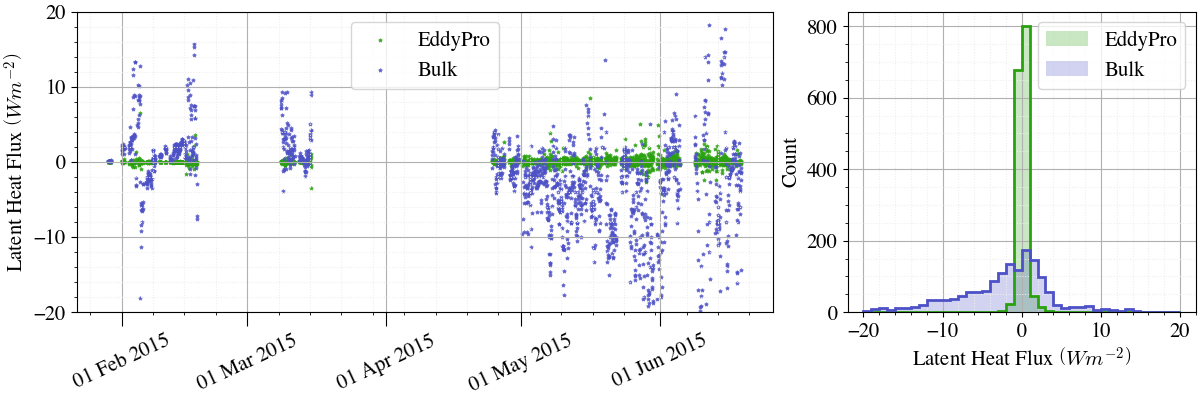 Latent Heat Flux (Wm⁻²)
20
10
0
−10
−20
01 Feb 2015
01 Mar 2015
01 Apr 2015
01 May 2015
01 Jun 2015
EddyPro
Bulk
Count
800
600
400
200
0
−20
−10
0
10
20
Latent Heat Flux (Wm⁻²)
EddyPro
Bulk